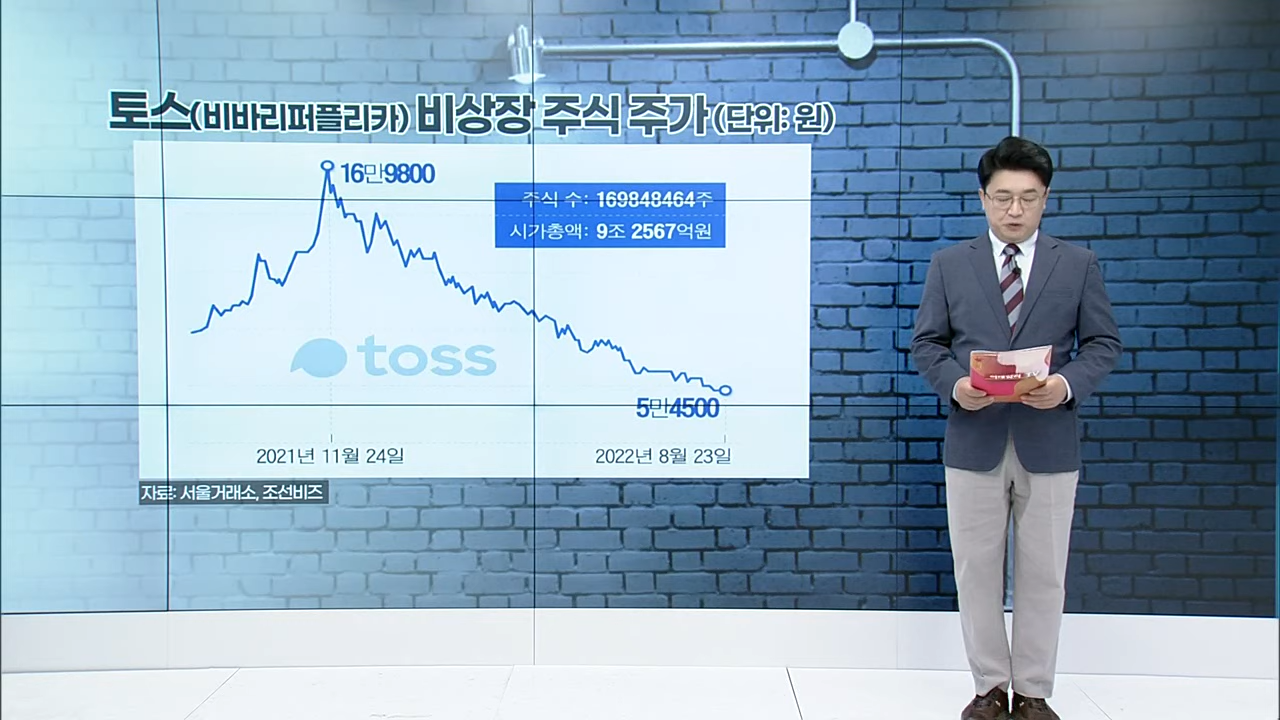 토스(비바리퍼플리카) 비상장 주식 주가(단위: 원)
16만9800
주식 수: 169848464주
시가총액: 9조 2567억원
toss
5만4500
2021년 11월 24일
2022년 8월 23일
자료: 서울거래소, 조선비즈